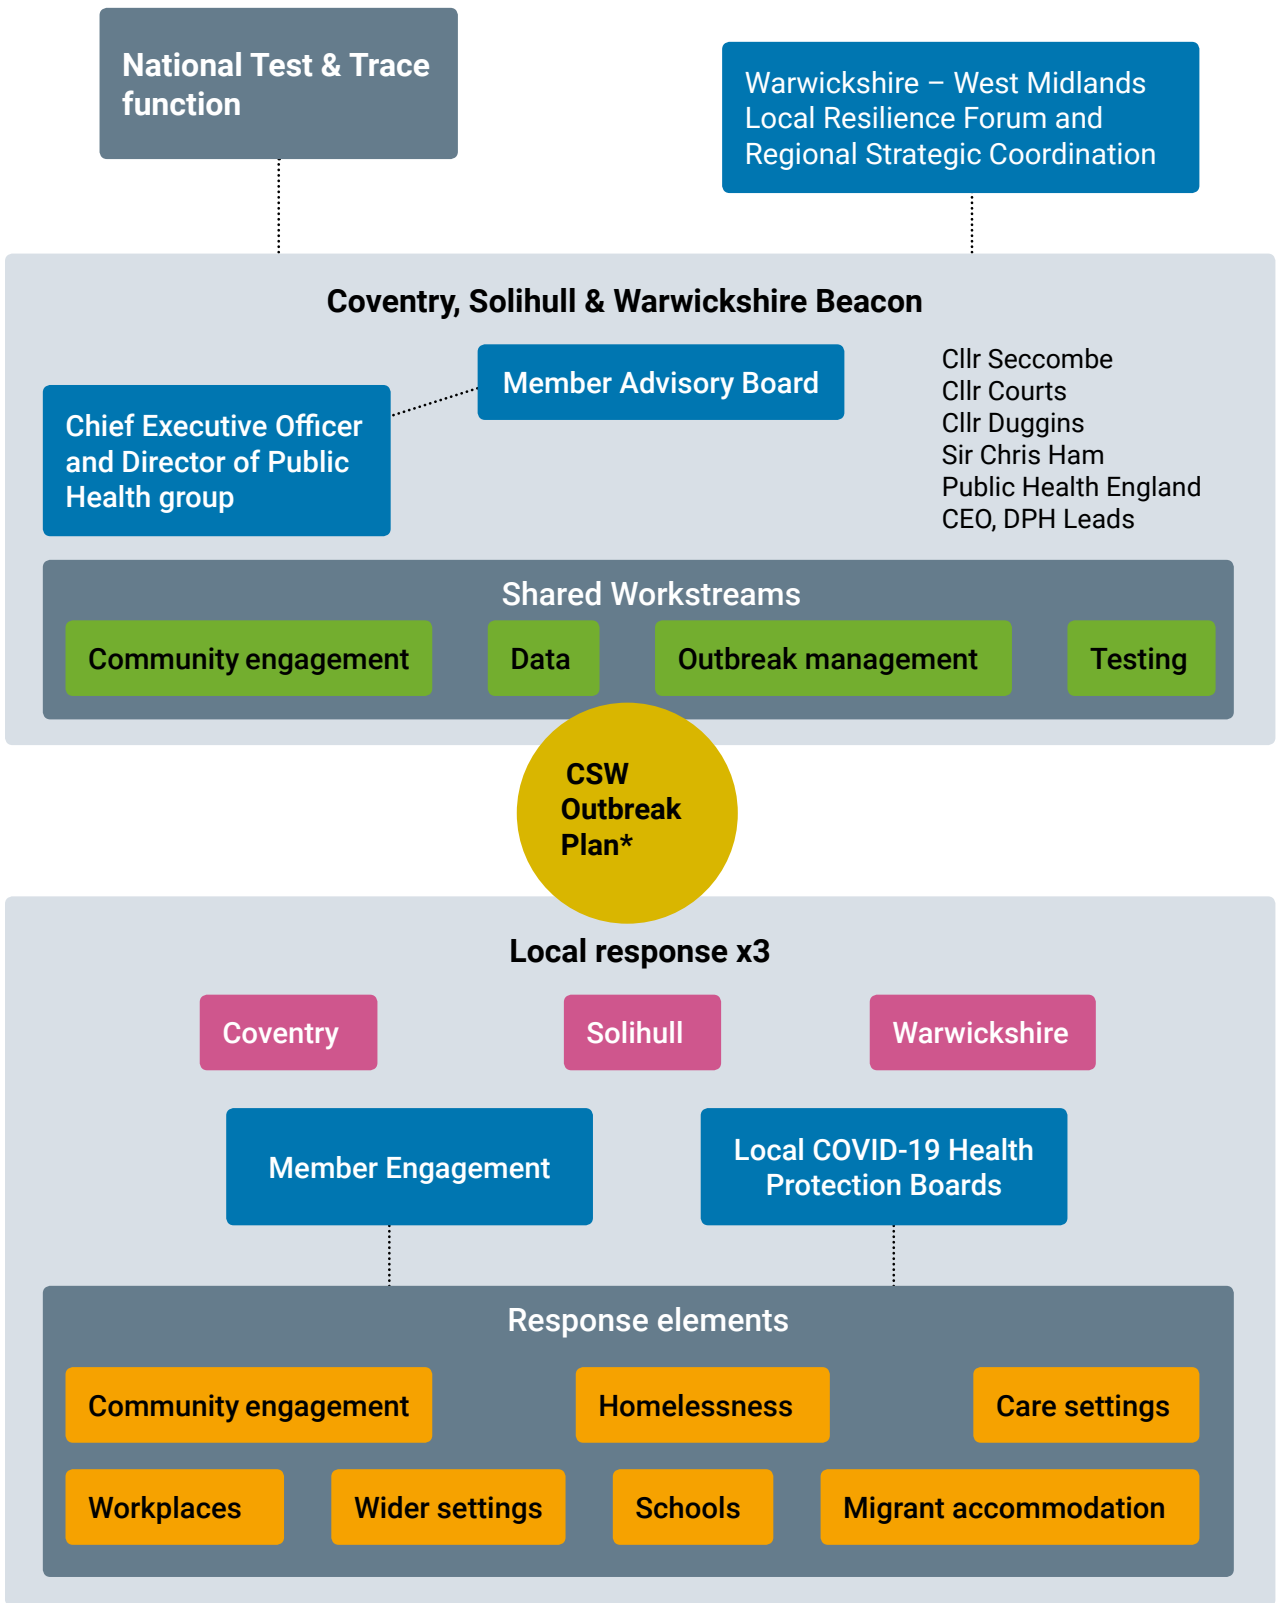 National Test & Trace
function
Warwickshire – West Midlands
Local Resilience Forum and
Regional Strategic Coordination
Coventry, Solihull & Warwickshire Beacon
Member Advisory Board
Chief Executive Officer
and Director of Public
Health group
Cllr Seccombe
Cllr Courts
Cllr Duggins
Sir Chris Ham
Public Health England
CEO, DPH Leads
Shared Workstreams
Community engagement
Data
Outbreak management
Testing
CSW
Outbreak
Plan*
Local response x3
Coventry
Solihull
Warwickshire
Member Engagement
Local COVID-19 Health
Protection Boards
Response elements
Community engagement
Homelessness
Care settings
Workplaces
Wider settings
Schools
Migrant accommodation